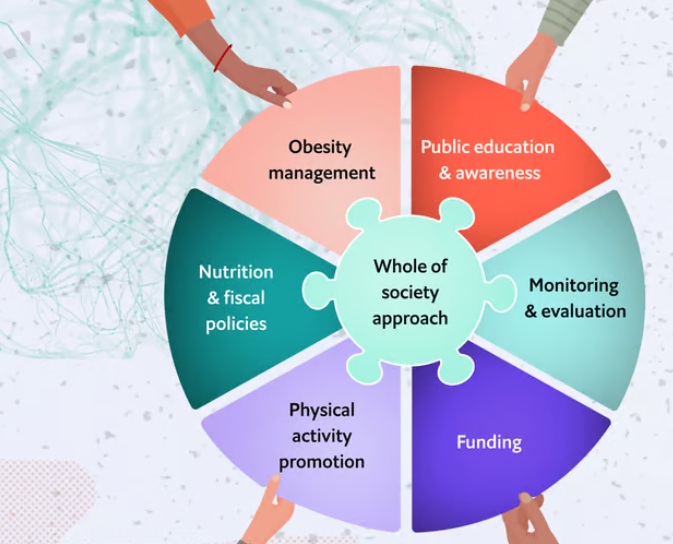 Obesity
management
Public education
& awareness
Nutrition
& fiscal
policies
Whole of
society
approach
Monitoring
& evaluation
Physical
activity
promotion
Funding